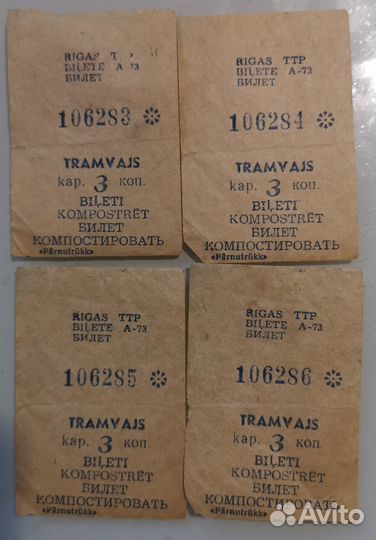 RIGAS TTP
BIĻETE A-73
БИЛЕТ
106283
TRAMVAJS
kap. 3 коп.
BIĻETI
KOMPOSTRĒT
БИЛЕТ
КОМПОСТИРОВАТЬ
«Pärnutrükk»
RIGAS TTP
BIĻETE A-73
БИЛЕТ
106284
TRAMVAJS
kap. 3 коп.
BIĻETI
KOMPOSTRĒT
БИЛЕТ
КОМПОСТИРОВАТЬ
«Pärnutrükk»
RIGAS TTP
BIĻETE A-73
БИЛЕТ
106285
TRAMVAJS
kap. 3 коп.
BIĻETI
KOMPOSTRĒT
БИЛЕТ
КОМПОСТИРОВАТЬ
«Pärnutrükk»
RIGAS TTP
BIĻETE A-73
БИЛЕТ
106286
TRAMVAJS
kap. 3 коп.
BIĻETI
KOMPOSTRĒT
БИЛЕТ
КОМПОСТИРОВАТЬ
«Pärnutrükk»
Avito